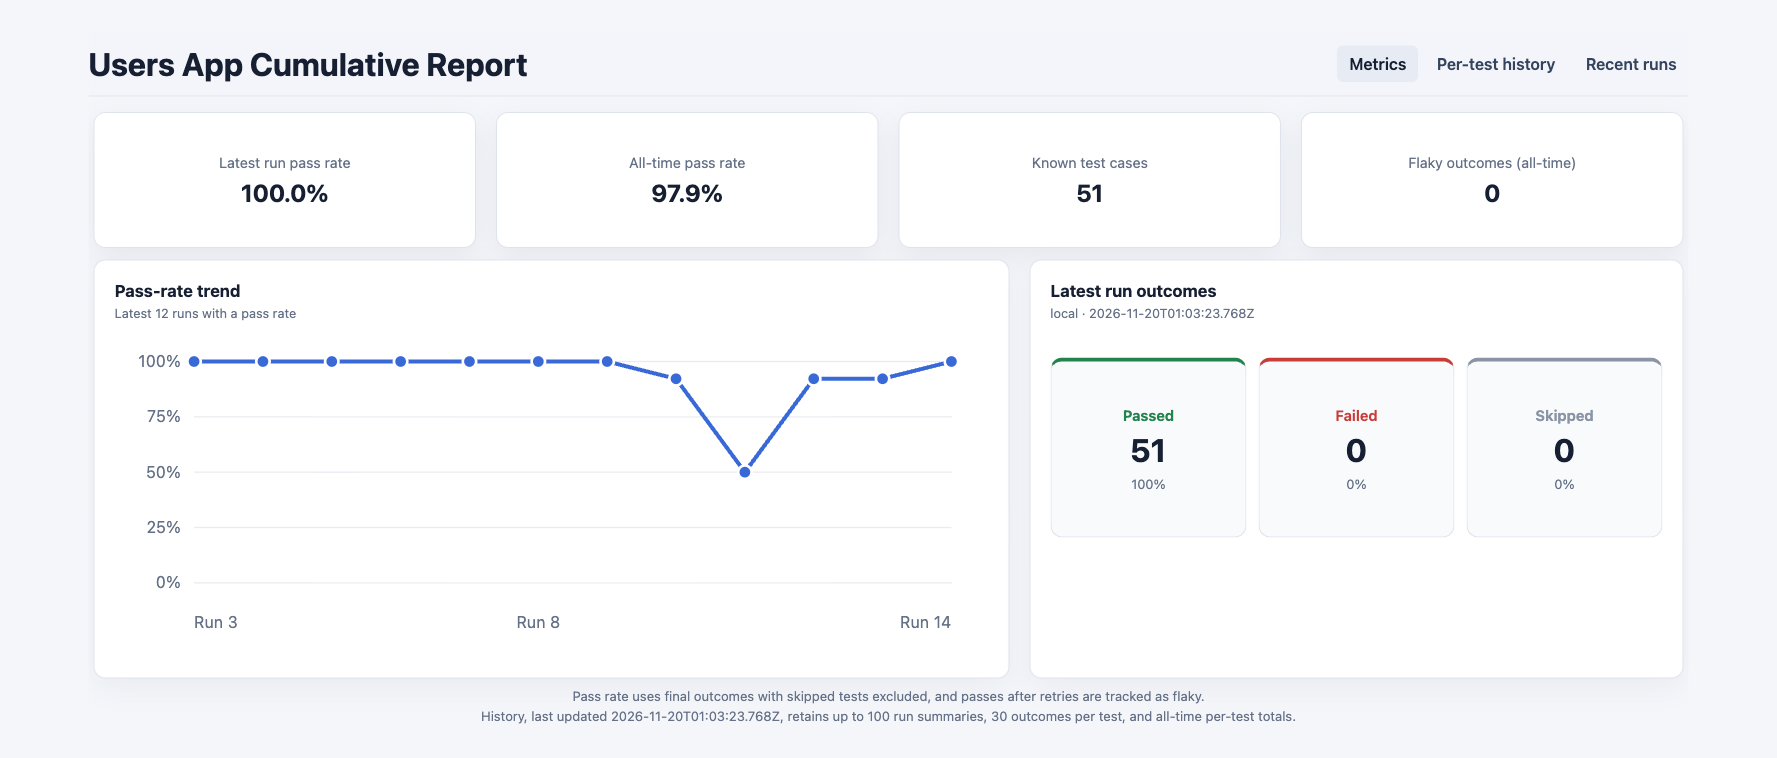 Users App Cumulative Report
Metrics
Per-test history
Recent runs
Latest run pass rate
100.0%
All-time pass rate
97.9%
Known test cases
51
Flaky outcomes (all-time)
0
Pass-rate trend
Latest 12 runs with a pass rate
100%
75%
50%
25%
0%
Run 3
Run 8
Run 14
Latest run outcomes
local · 2026-11-20T01:03:23.768Z
Passed
51
100%
Failed
0
0%
Skipped
0
0%
Pass rate uses final outcomes with skipped tests excluded, and passes after retries are tracked as flaky.
History, last updated 2026-11-20T01:03:23.768Z, retains up to 100 run summaries, 30 outcomes per test, and all-time per-test totals.